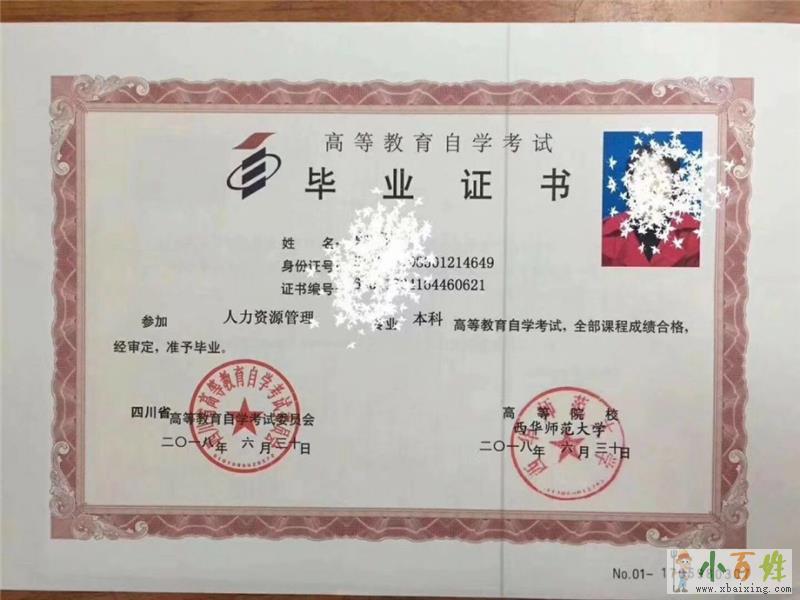 高等教育自学考试
毕业证书
姓 名:
身份证号: 01214649
证书编号: 4460621
参加 人力资源管理 专业 本科 高等教育自学考试,全部课程成绩合格,
经审定,准予毕业。
四川省高等教育自学考试委员会
二〇一八年 六月三十日
高等院校
西华师范大学
二〇一八年 六月三十日
No.01-
小百姓
www.xbaixing.com